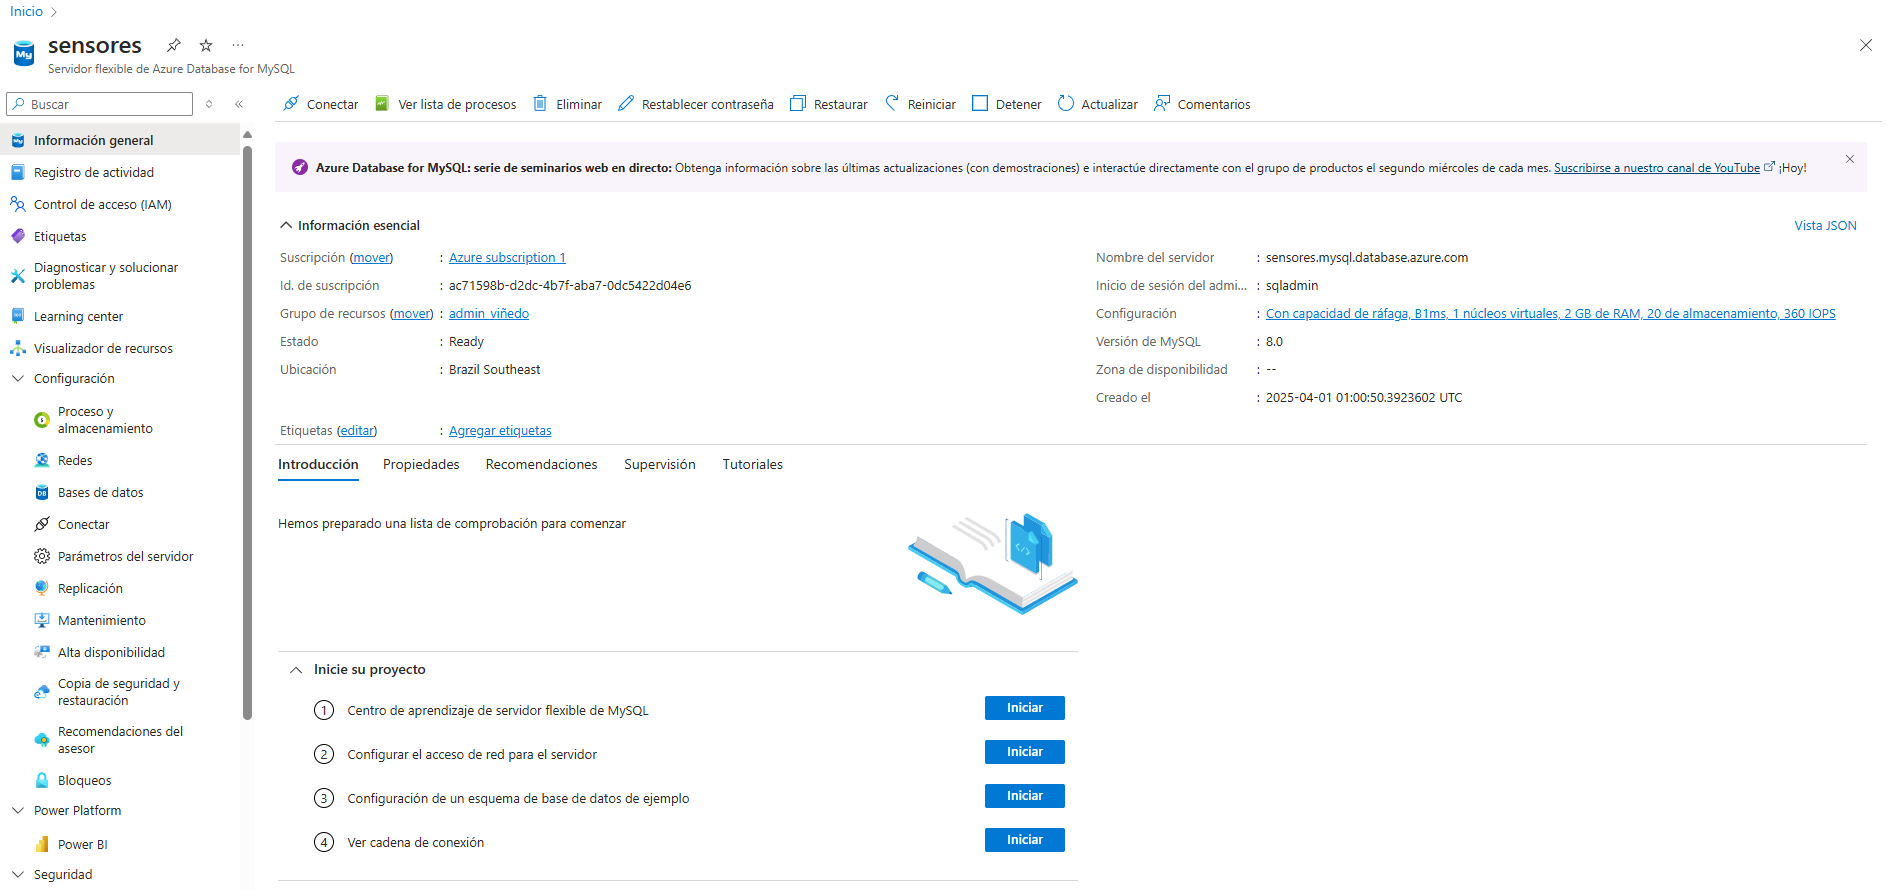 Inicio
sensores
Servidor flexible de Azure Database for MySQL
Buscar
Conectar
Ver lista de procesos
Eliminar
Restablecer contraseña
Restaurar
Reiniciar
Detener
Actualizar
Comentarios
Información general
Registro de actividad
Control de acceso (IAM)
Etiquetas
Diagnosticar y solucionar
problemas
Learning center
Visualizador de recursos
Configuración
Proceso y
almacenamiento
Redes
Bases de datos
Conectar
Parámetros del servidor
Replicación
Mantenimiento
Alta disponibilidad
Copia de seguridad y
restauración
Recomendaciones del
asesor
Bloqueos
Power Platform
Power BI
Seguridad
Azure Database for MySQL: serie de seminarios web en directo: Obtenga información sobre las últimas actualizaciones (con demostraciones) e interactúe directamente con el grupo de productos el segundo miércoles de cada mes. Suscribirse a nuestro canal de YouTube ¡Hoy!
Información esencial
Vista JSON
Suscripción (mover) : Azure subscription 1
Id. de suscripción : ac71598b-d2dc-4b7f-aba7-0dc5422d04e6
Grupo de recursos (mover) : admin_viñedo
Estado : Ready
Ubicación : Brazil Southeast
Nombre del servidor : sensores.mysql.database.azure.com
Inicio de sesión del admi... : sqladmin
Configuración : Con capacidad de ráfaga, B1ms, 1 núcleos virtuales, 2 GB de RAM, 20 de almacenamiento, 360 IOPS
Versión de MySQL : 8.0
Zona de disponibilidad : --
Creado el : 2025-04-01 01:00:50.3923602 UTC
Etiquetas (editar) : Agregar etiquetas
Introducción
Propiedades
Recomendaciones
Supervisión
Tutoriales
Hemos preparado una lista de comprobación para comenzar
Inicie su proyecto
1 Centro de aprendizaje de servidor flexible de MySQL Iniciar
2 Configurar el acceso de red para el servidor Iniciar
3 Configuración de un esquema de base de datos de ejemplo Iniciar
4 Ver cadena de conexión Iniciar